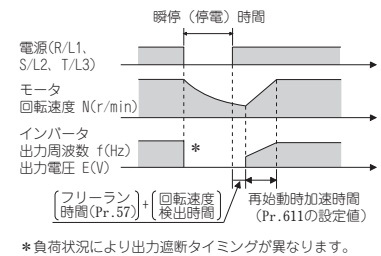 瞬停（停電）時間
電源(R/L1、
S/L2、T/L3)
モータ
回転速度 N(r/min)
インバータ
出力周波数 f(Hz)
出力電圧 E(V)
*
フリーラン
時間(Pr.57)
+
回転速度
検出時間
再始動時加速時間
(Pr.611の設定値)
*負荷状況により出力遮断タイミングが異なります。